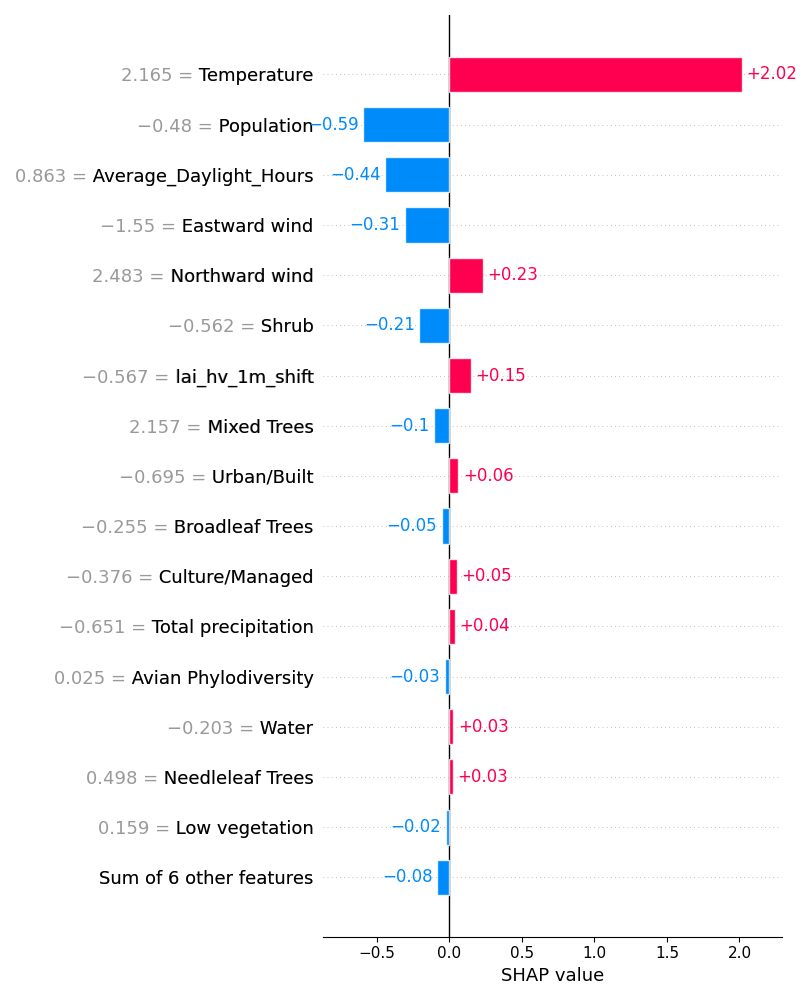 2.165 = Temperature +2.02
−0.48 = Population −0.59
0.863 = Average_Daylight_Hours −0.44
−1.55 = Eastward wind −0.31
2.483 = Northward wind +0.23
−0.562 = Shrub −0.21
−0.567 = lai_hv_1m_shift +0.15
2.157 = Mixed Trees −0.1
−0.695 = Urban/Built +0.06
−0.255 = Broadleaf Trees −0.05
−0.376 = Culture/Managed +0.05
−0.651 = Total precipitation +0.04
0.025 = Avian Phylodiversity −0.03
−0.203 = Water +0.03
0.498 = Needleleaf Trees +0.03
0.159 = Low vegetation −0.02
Sum of 6 other features −0.08
−0.5 0.0 0.5 1.0 1.5 2.0
SHAP value